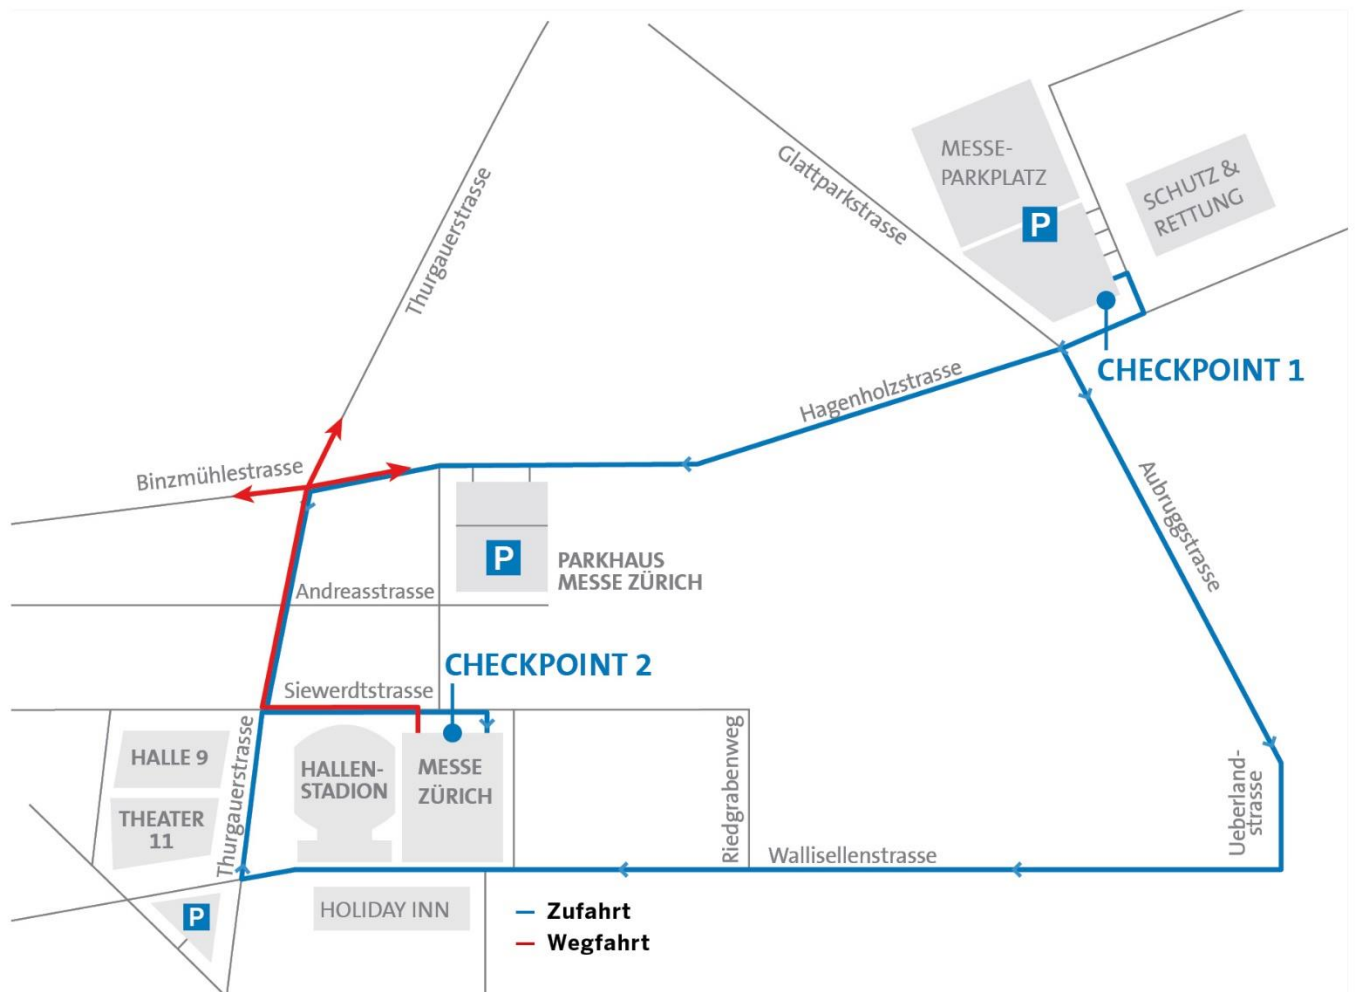 MESSE-
PARKPLATZ
P
SCHUTZ &
RETTUNG
Glattparkstrasse
Thurgauerstrasse
CHECKPOINT 1
Hagenholzstrasse
Binzmühlestrasse
Aubruggstrasse
P
PARKHAUS
MESSE ZÜRICH
Andreasstrasse
CHECKPOINT 2
Siewerdtstrasse
HALLE 9
THEATER
11
Thurgauerstrasse
HALLEN-
STADION
MESSE
ZÜRICH
Riedgrabenweg
Ueberland-
strasse
Wallisellenstrasse
P
HOLIDAY INN
Zufahrt
Wegfahrt